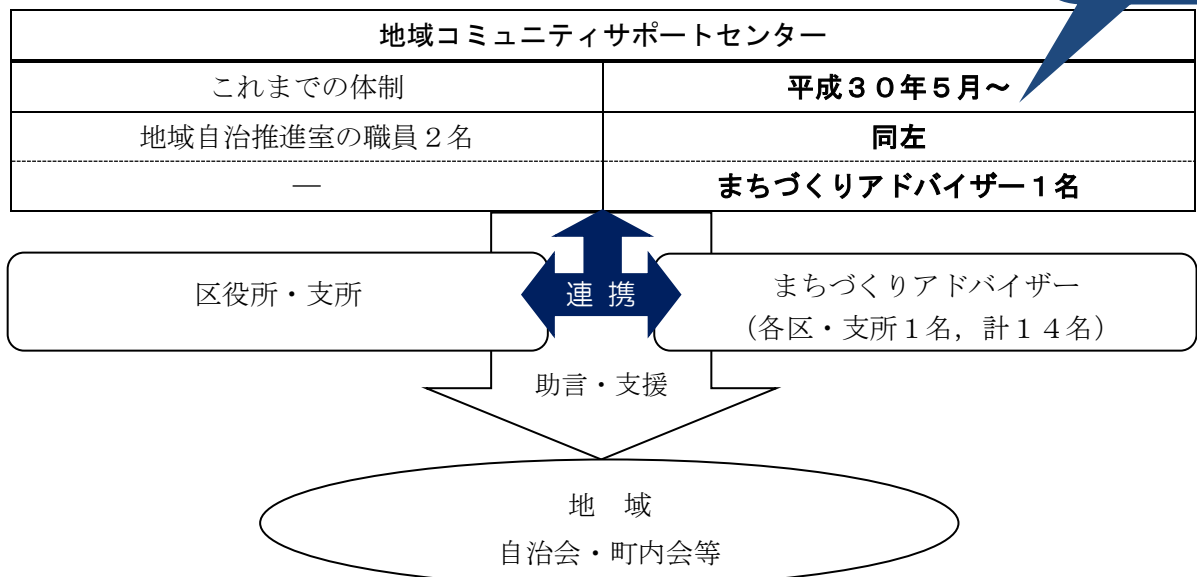 地域コミュニティサポートセンター
これまでの体制
平成３０年５月～
地域自治推進室の職員２名
同左
―
まちづくりアドバイザー１名
区役所・支所
連 携
まちづくりアドバイザー
（各区・支所１名，計１４名）
助言・支援
地　域
自治会・町内会等